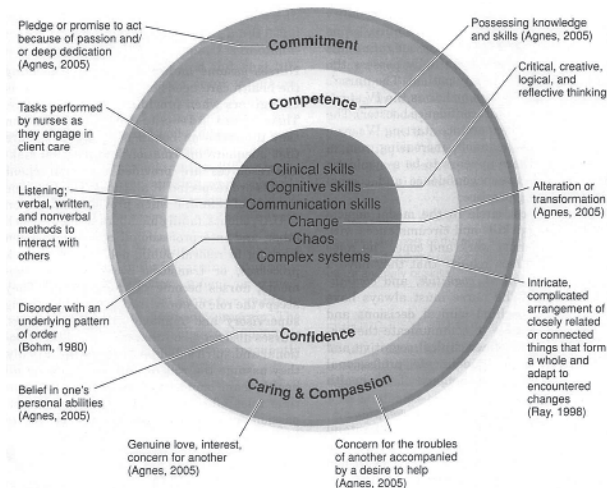 Pledge or promise to act
because of passion and/
or deep dedication
(Agnes, 2005)
Commitment
Possessing knowledge
and skills (Agnes, 2005)
Competence
Critical, creative,
logical, and
reflective thinking
Tasks performed
by nurses as
they engage in
client care
Clinical skills
Cognitive skills
Communication skills
Change
Chaos
Complex systems
Listening;
verbal, written,
and nonverbal
methods to
interact with
others
Alteration or
transformation
(Agnes, 2005)
Disorder with an
underlying pattern
of order
(Bohm, 1980)
Intricate,
complicated
arrangement of
closely related
or connected
things that form
a whole and
adapt to
encountered
changes
(Ray, 1998)
Confidence
Belief in one's
personal abilities
(Agnes, 2005)
Caring & Compassion
Genuine love, interest,
concern for another
(Agnes, 2005)
Concern for the troubles
of another accompanied
by a desire to help
(Agnes, 2005)